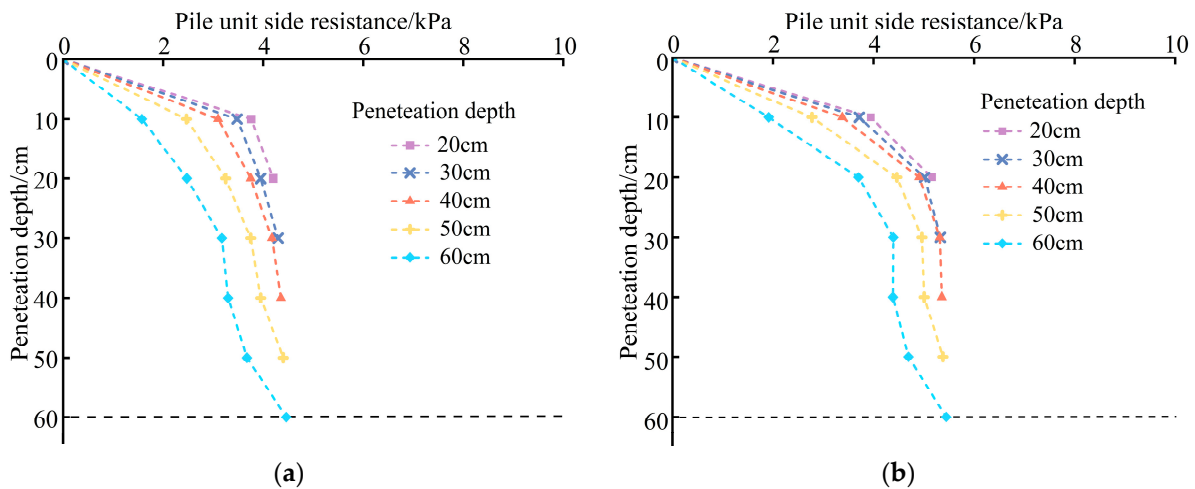 Pile unit side resistance/kPa
0 2 4 6 8 10
0
10
20
30
40
50
60
Peneteation depth/cm
Peneteation depth
20cm
30cm
40cm
50cm
60cm
(a)
Pile unit side resistance/kPa
0 2 4 6 8 10
0
10
20
30
40
50
60
Peneteation depth/cm
Peneteation depth
20cm
30cm
40cm
50cm
60cm
(b)